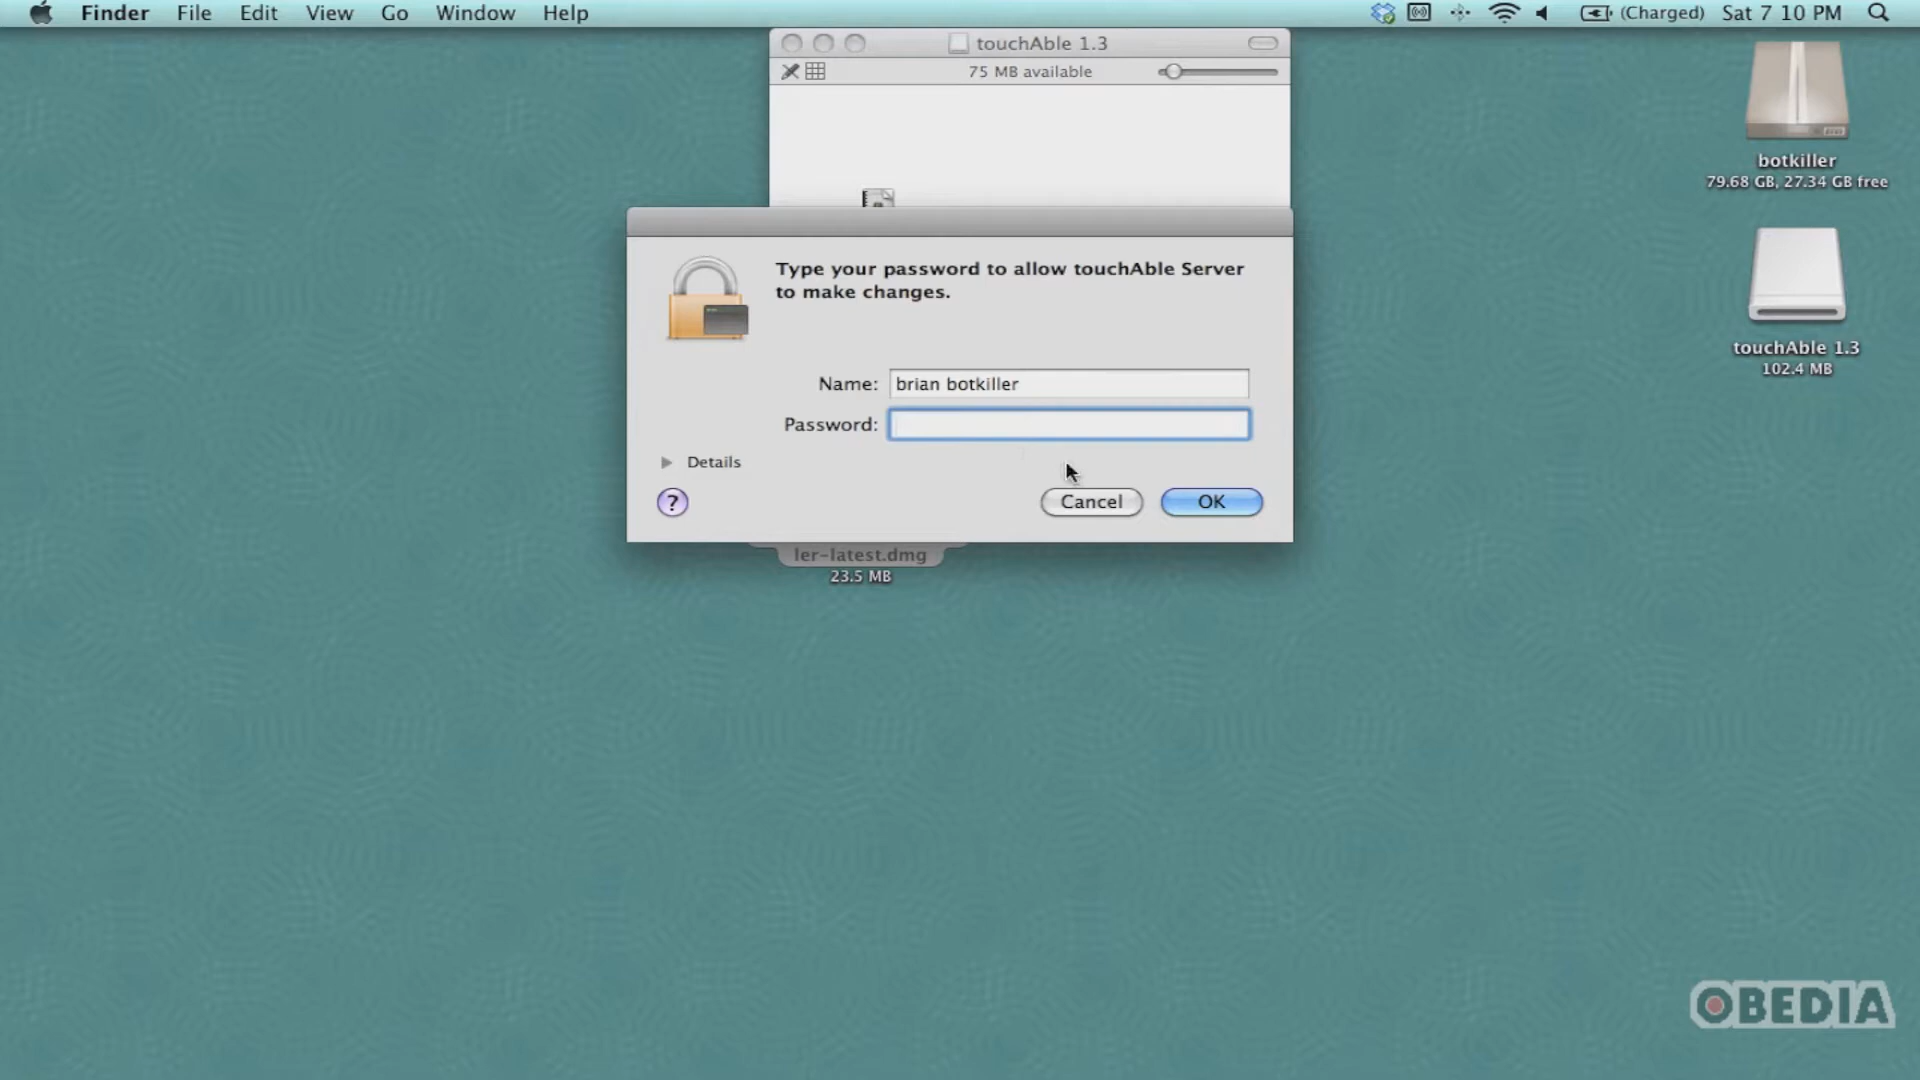 Finder File Edit View Go Window Help (Charged) Sat 7 10 PM
touchAble 1.3
75 MB available
botkiller
79.68 GB, 27.34 GB free
Type your password to allow touchAble Server
to make changes.
touchAble 1.3
102.4 MB
Name: brian botkiller
Password:
Details
? Cancel OK
ler-latest.dmg
23.5 MB
OBEDIA